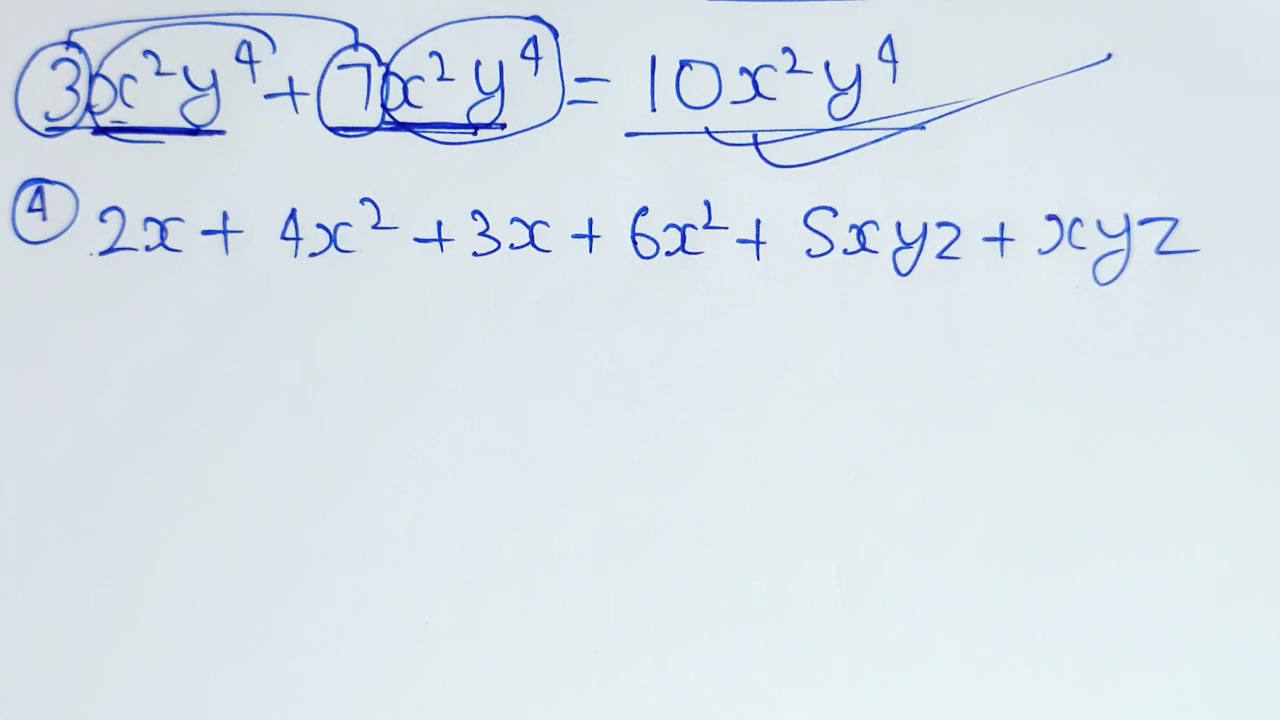 3x²y⁴ + 7x²y⁴ = 10x²y⁴
④ 2x + 4x² + 3x + 6x² + 5xyz + xyz